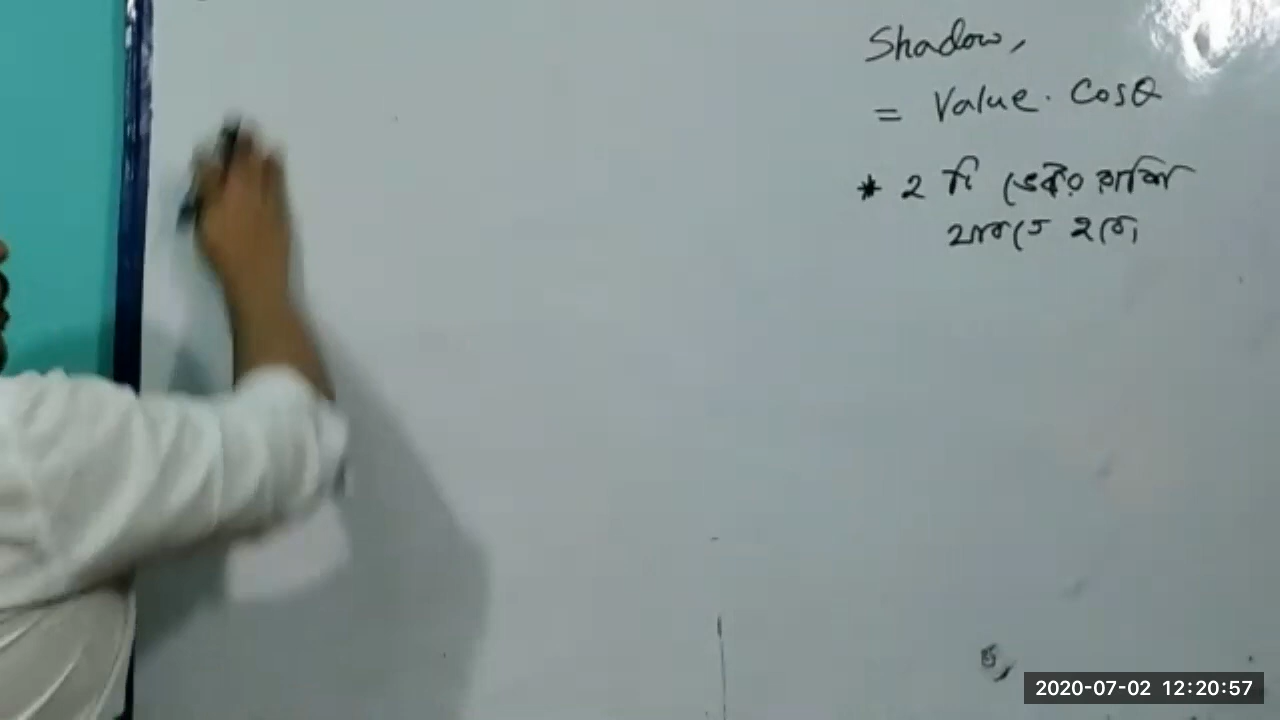 Shadow,
= Value. Cosθ
* 2 টি ভেক্টর রাশি
থাকতে হবে।
2020-07-02 12:20:57